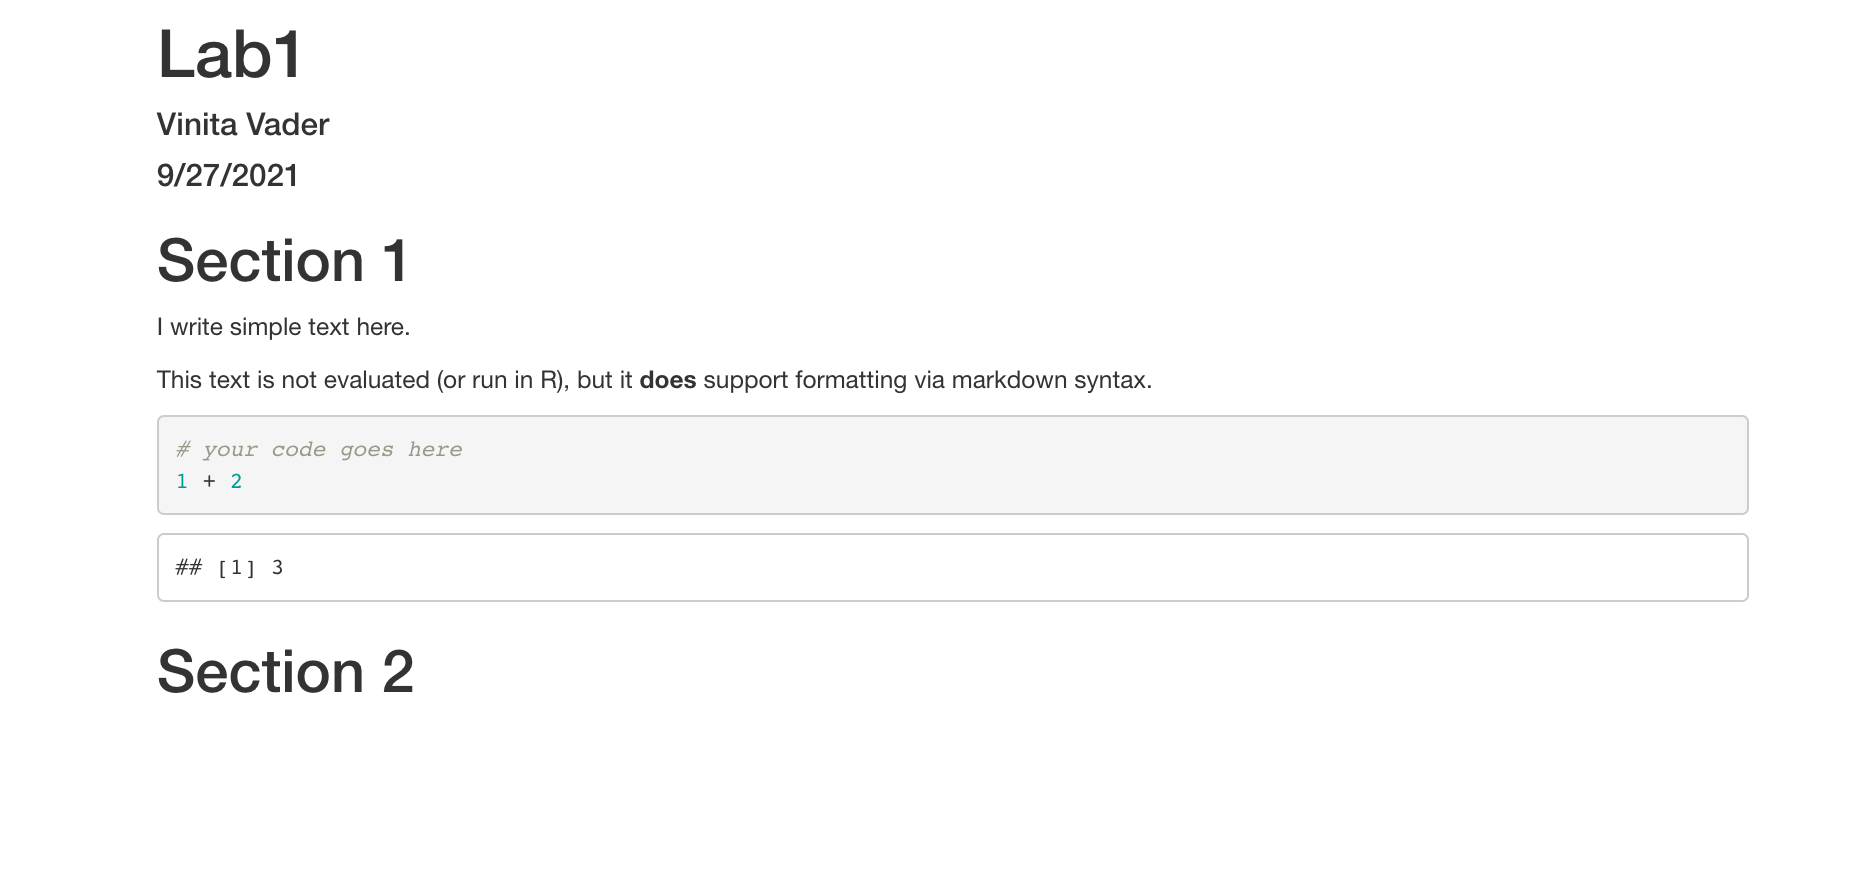 Lab1
Vinita Vader
9/27/2021
Section 1
I write simple text here.
This text is not evaluated (or run in R), but it does support formatting via markdown syntax.
# your code goes here
1 + 2
## [1] 3
Section 2